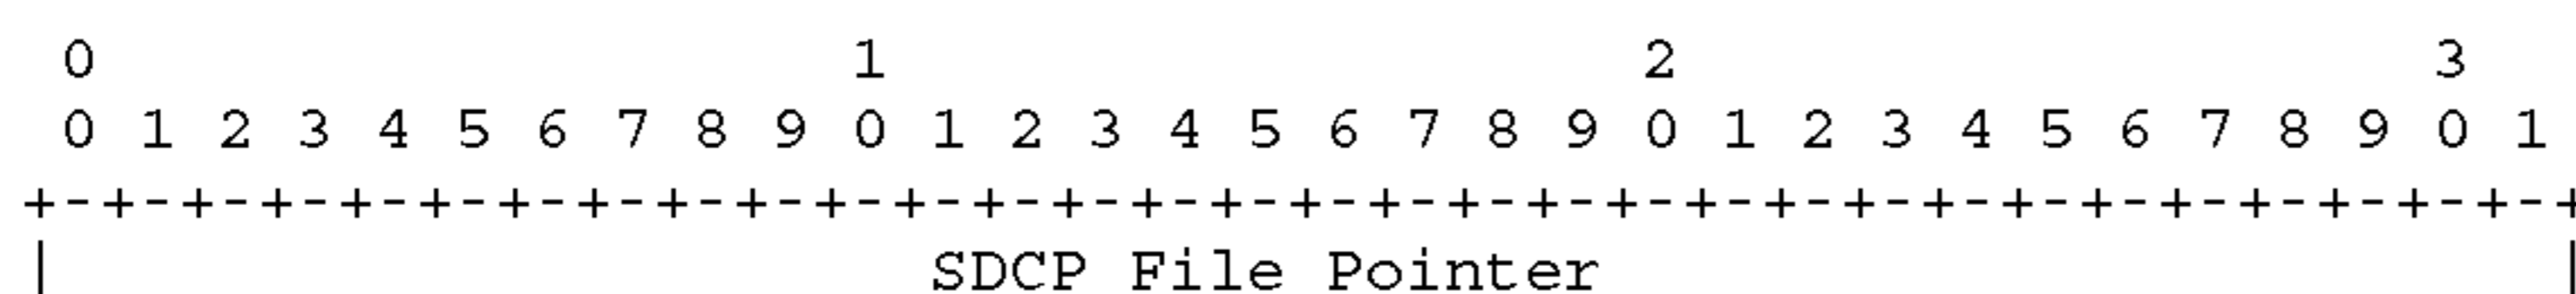 0                   1                   2                   3
 0 1 2 3 4 5 6 7 8 9 0 1 2 3 4 5 6 7 8 9 0 1 2 3 4 5 6 7 8 9 0 1
+-+-+-+-+-+-+-+-+-+-+-+-+-+-+-+-+-+-+-+-+-+-+-+-+-+-+-+-+-+-+-+-+
|                      SDCP File Pointer                        |